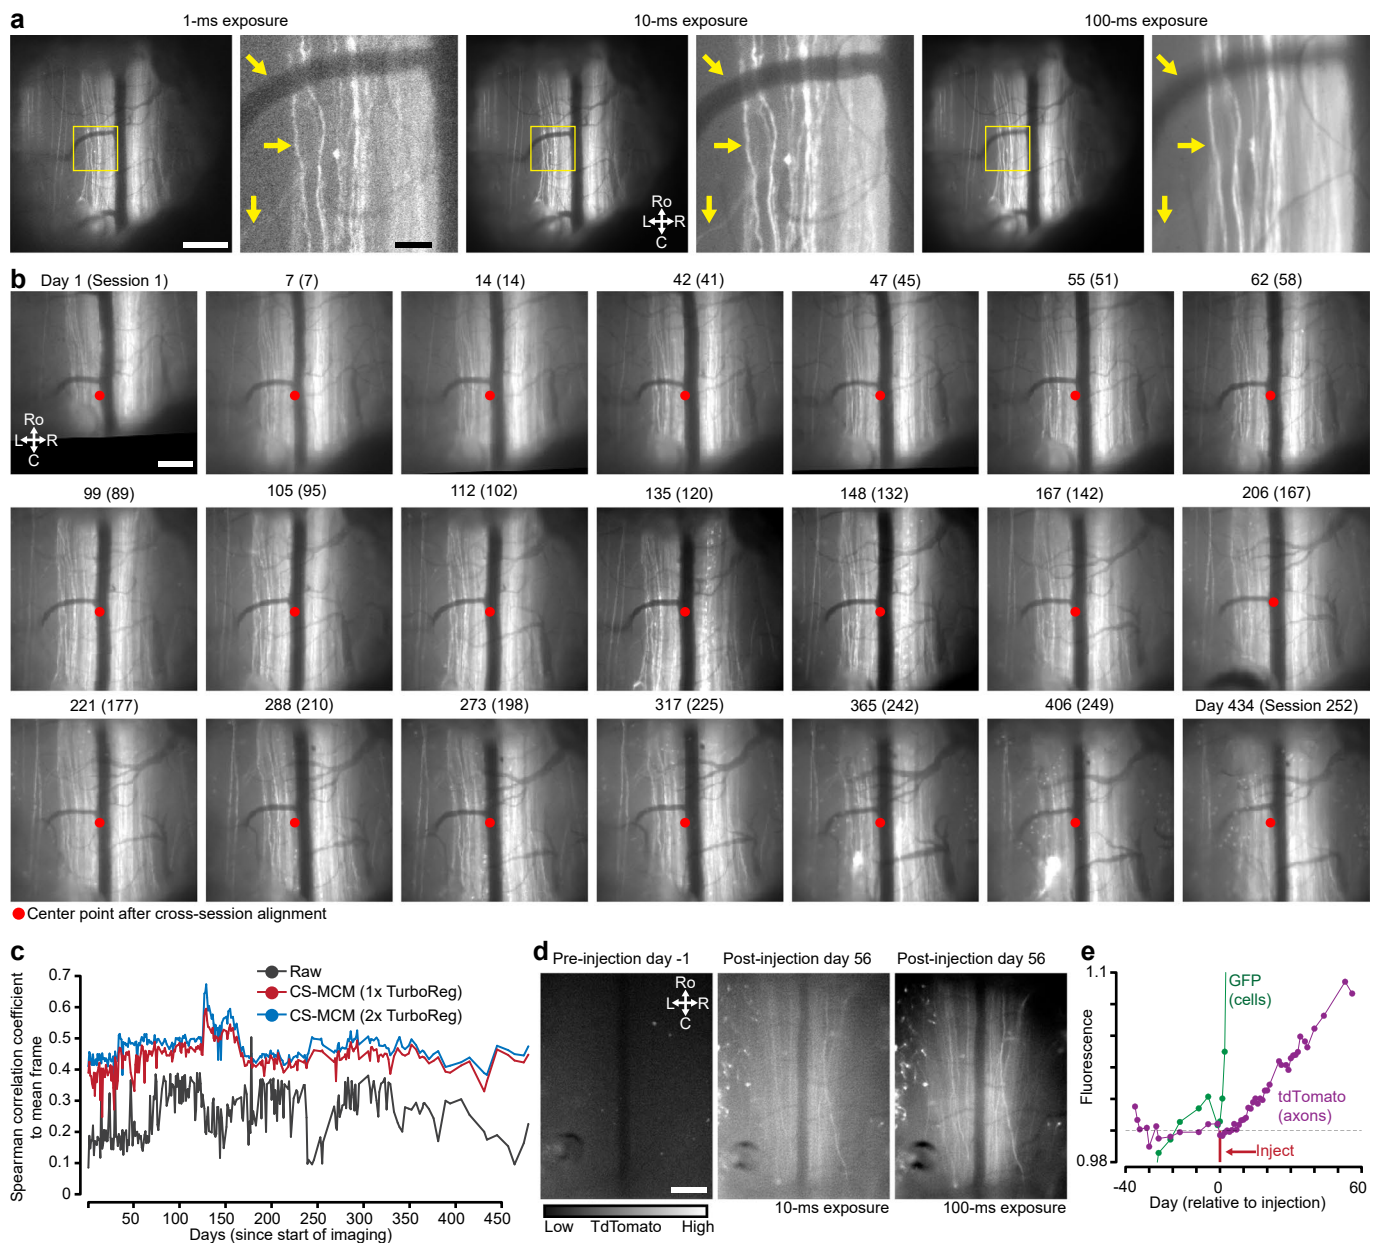 a
1-ms exposure
10-ms exposure
100-ms exposure
Ro
L R
C
b
Day 1 (Session 1)
7 (7)
14 (14)
42 (41)
47 (45)
55 (51)
62 (58)
Ro
L R
C
99 (89)
105 (95)
112 (102)
135 (120)
148 (132)
167 (142)
206 (167)
221 (177)
288 (210)
273 (198)
317 (225)
365 (242)
406 (249)
Day 434 (Session 252)
Center point after cross-session alignment
c
Spearman correlation coefficient
to mean frame
0.7
0.6
0.5
0.4
0.3
0.2
0.1
0
Raw
CS-MCM (1x TurboReg)
CS-MCM (2x TurboReg)
50 100 150 200 250 300 350 400 450
Days (since start of imaging)
d
Pre-injection day -1
Post-injection day 56
Post-injection day 56
Ro
L R
C
10-ms exposure
100-ms exposure
Low TdTomato High
e
Fluorescence
1.1
0.98
GFP
(cells)
tdTomato
(axons)
Inject
-40 0 60
Day (relative to injection)